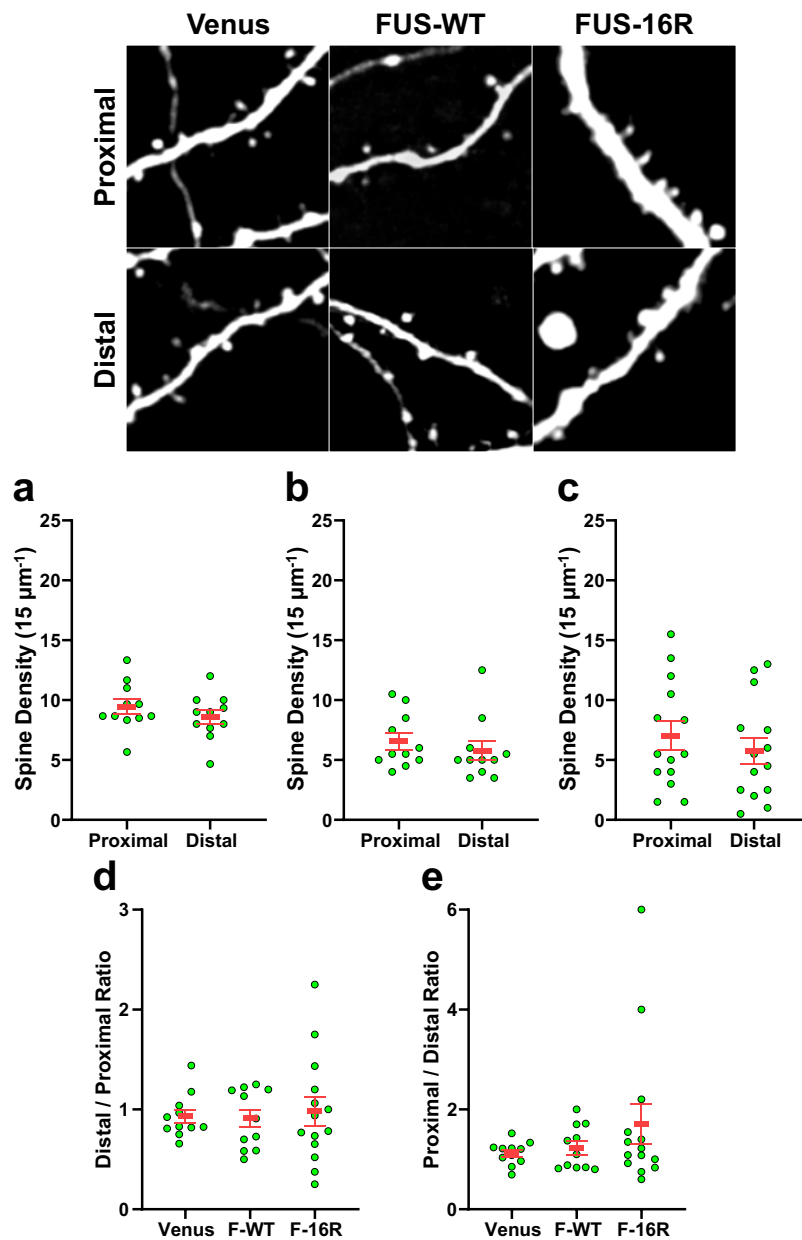 Venus FUS-WT FUS-16R
Proximal
Distal
a b c
Spine Density (15 µm-1)
25
20
15
10
5
0
Proximal Distal
Spine Density (15 µm-1)
25
20
15
10
5
0
Proximal Distal
Spine Density (15 µm-1)
25
20
15
10
5
0
Proximal Distal
d e
Distal / Proximal Ratio
3
2
1
0
Venus F-WT F-16R
Proximal / Distal Ratio
6
4
2
0
Venus F-WT F-16R